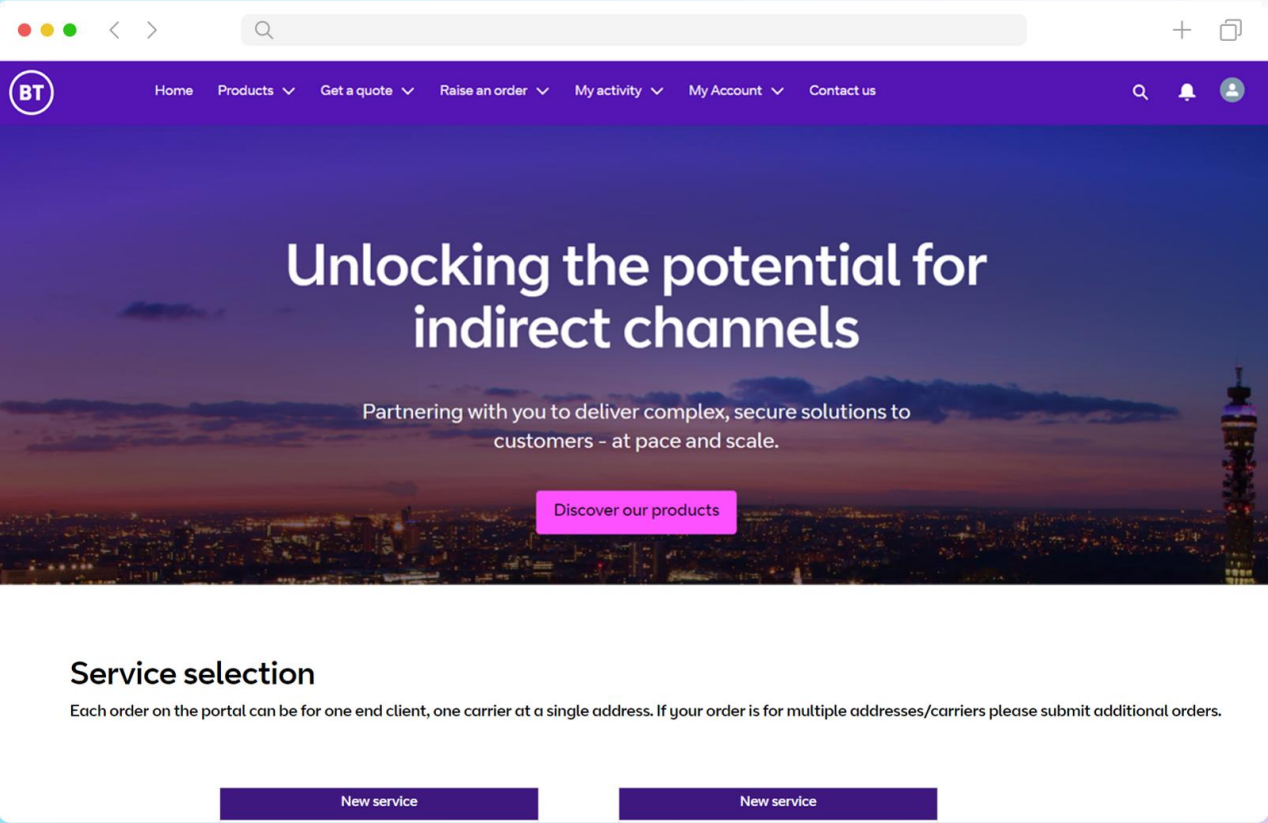 BT
Home Products Get a quote Raise an order My activity My Account Contact us
Unlocking the potential for
indirect channels
Partnering with you to deliver complex, secure solutions to
customers - at pace and scale.
Discover our products
Service selection
Each order on the portal can be for one end client, one carrier at a single address. If your order is for multiple addresses/carriers please submit additional orders.
New service New service